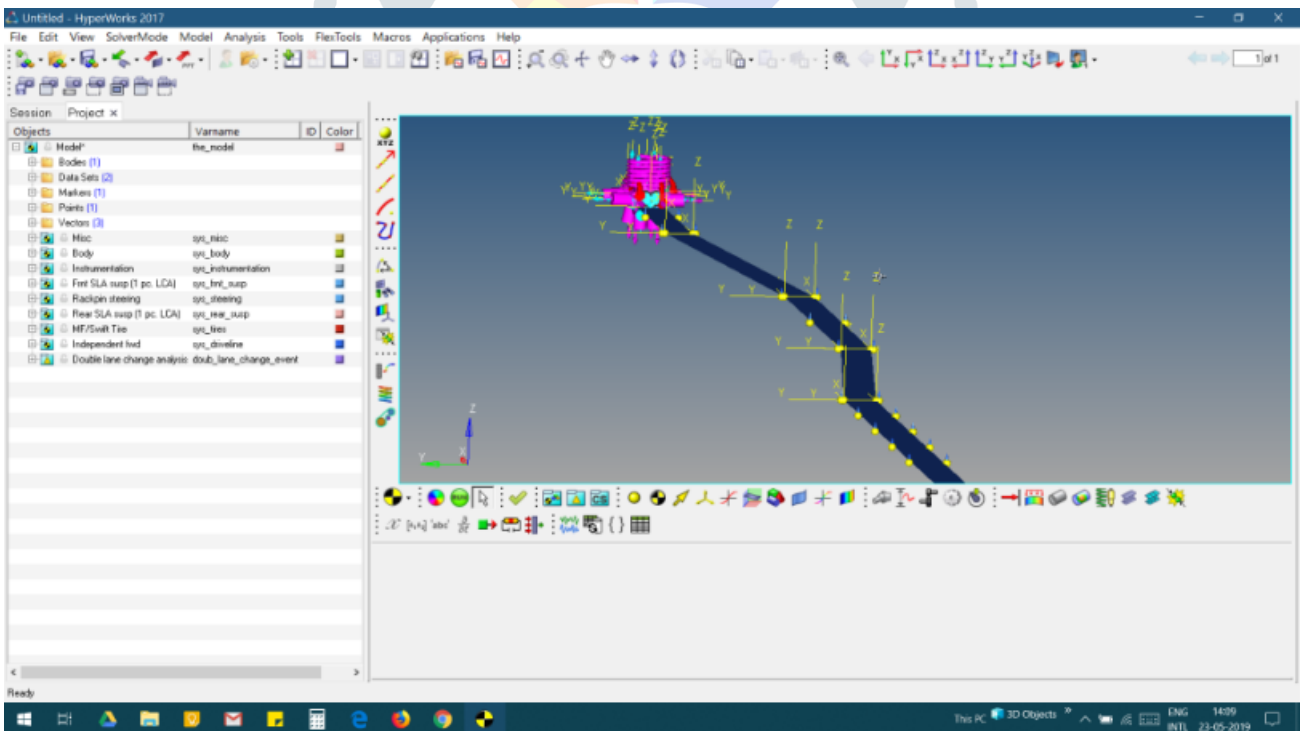 Untitled - HyperWorks 2017
File Edit View SolverMode Model Analysis Tools FlexTools Macros Applications Help
1 of 1
Session Project ×
Objects Varname ID Color
Model* the_model
Bodies (1)
Data Sets (2)
Markers (1)
Points (1)
Vectors (3)
Misc sys_misc
Body sys_body
Instrumentation sys_instrumentation
Frnt SLA susp (1 pc. LCA) sys_frnt_susp
Rackpin steering sys_steering
Rear SLA susp (1 pc. LCA) sys_rear_susp
MF/Swift Tire sys_tires
Independent fwd sys_driveline
Double lane change analysis doub_lane_change_event
XYZ
Z
Y
X
Ready
This PC 3D Objects
ENG 14:09
INTL 23-05-2019